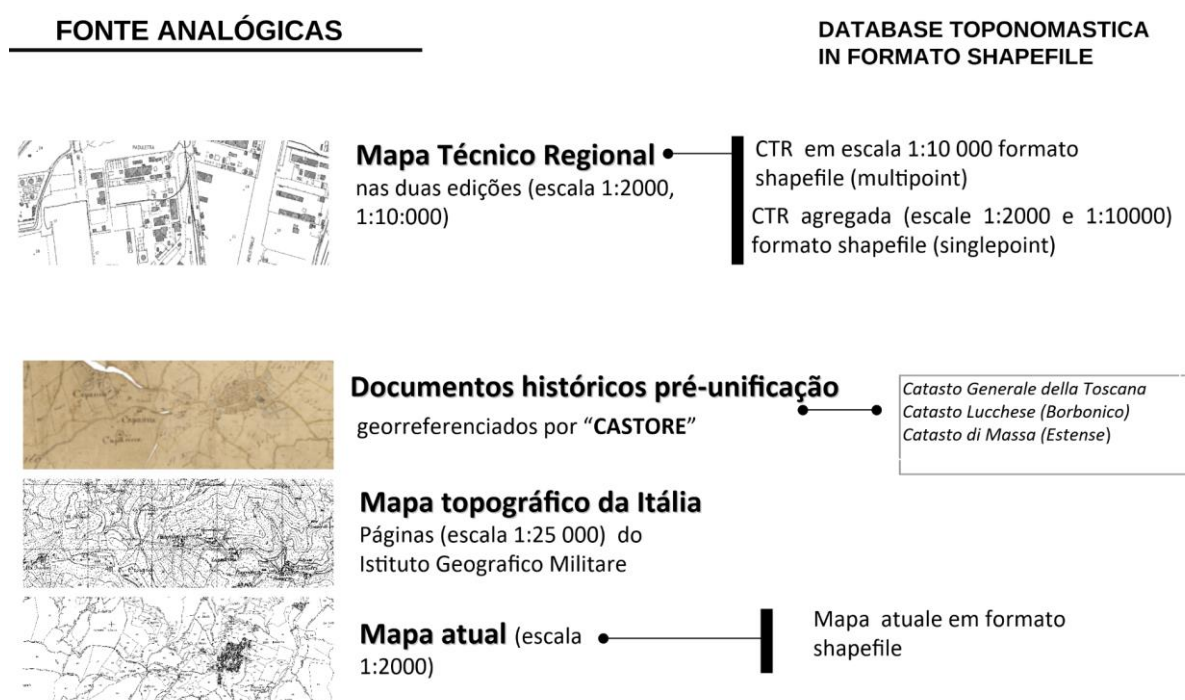 FONTE ANALÓGICAS
DATABASE TOPONOMASTICA
IN FORMATO SHAPEFILE
Mapa Técnico Regional
nas duas edições (escala 1:2000,
1:10:000)
CTR em escala 1:10 000 formato
shapefile (multipoint)
CTR agregada (escale 1:2000 e 1:10000)
formato shapefile (singlepoint)
Documentos históricos pré-unificação
georreferenciados por “CASTORE”
Catasto Generale della Toscana
Catasto Lucchese (Borbonico)
Catasto di Massa (Estense)
Mapa topográfico da Itália
Páginas (escala 1:25 000) do
Istituto Geografico Militare
Mapa atual (escala
1:2000)
Mapa atuale em formato
shapefile